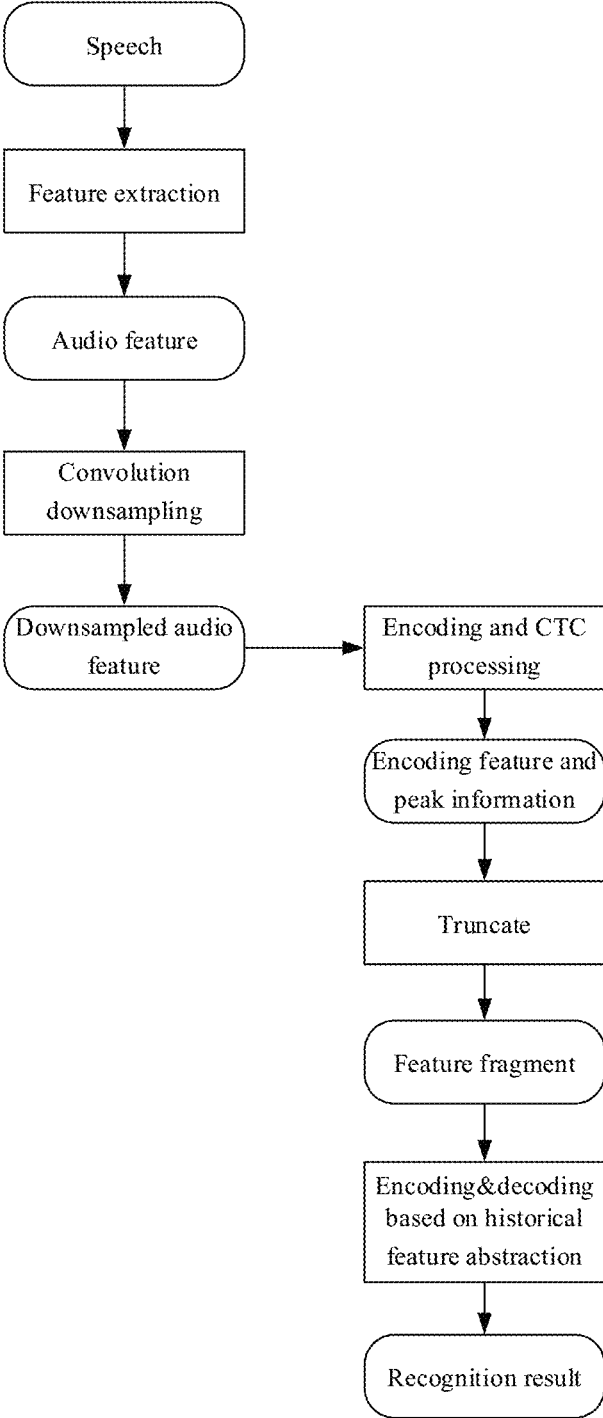 Speech
Feature extraction
Audio feature
Convolution
downsampling
Downsampled audio
feature
Encoding and CTC
processing
Encoding feature and
peak information
Truncate
Feature fragment
Encoding&decoding
based on historical
feature abstraction
Recognition result